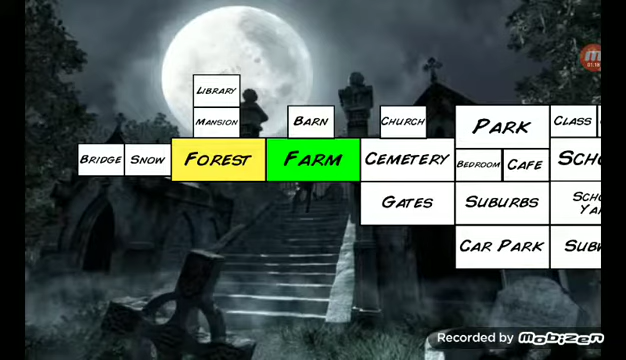 LIBRARY
MANSION
BARN
CHURCH
PARK
CLASS
BRIDGE
SNOW
FOREST
FARM
CEMETERY
BEDROOM
CAFE
GATES
SUBURBS
CAR PARK
Recorded by MOBIZEN